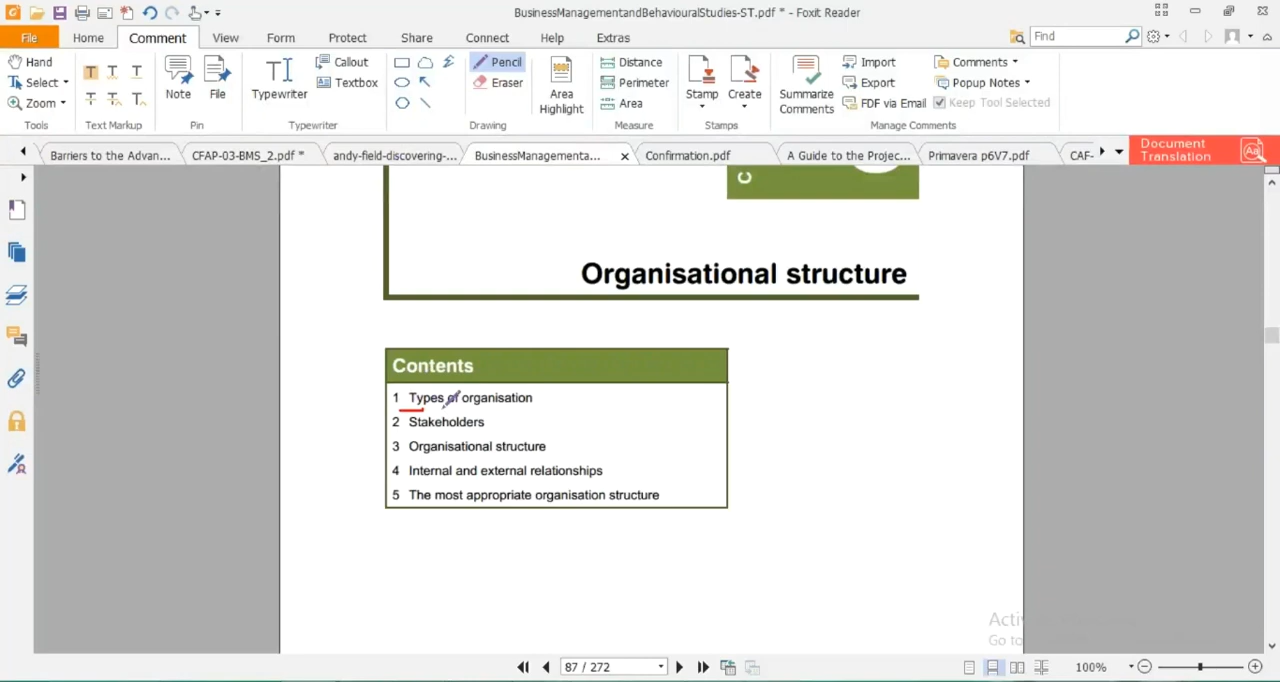 BusinessManagementandBehaviouralStudies-ST.pdf * - Foxit Reader
File Home Comment View Form Protect Share Connect Help Extras
Find
Hand
Select
Zoom
Tools
Text Markup
Note
File
Pin
Typewriter
Callout
Textbox
Typewriter
Pencil
Eraser
Drawing
Area
Highlight
Distance
Perimeter
Area
Measure
Stamp
Create
Stamps
Summarize
Comments
Import
Export
FDF via Email
Comments
Popup Notes
Keep Tool Selected
Manage Comments
Barriers to the Advan... CFAP-03-BMS_2.pdf * andy-field-discovering-... BusinessManagementa... Confirmation.pdf A Guide to the Projec... Primavera p6V7.pdf CAF-
Document
Translation
Aa
C
Organisational structure
Contents
1 Types of organisation
2 Stakeholders
3 Organisational structure
4 Internal and external relationships
5 The most appropriate organisation structure
Go to
87 / 272
100%